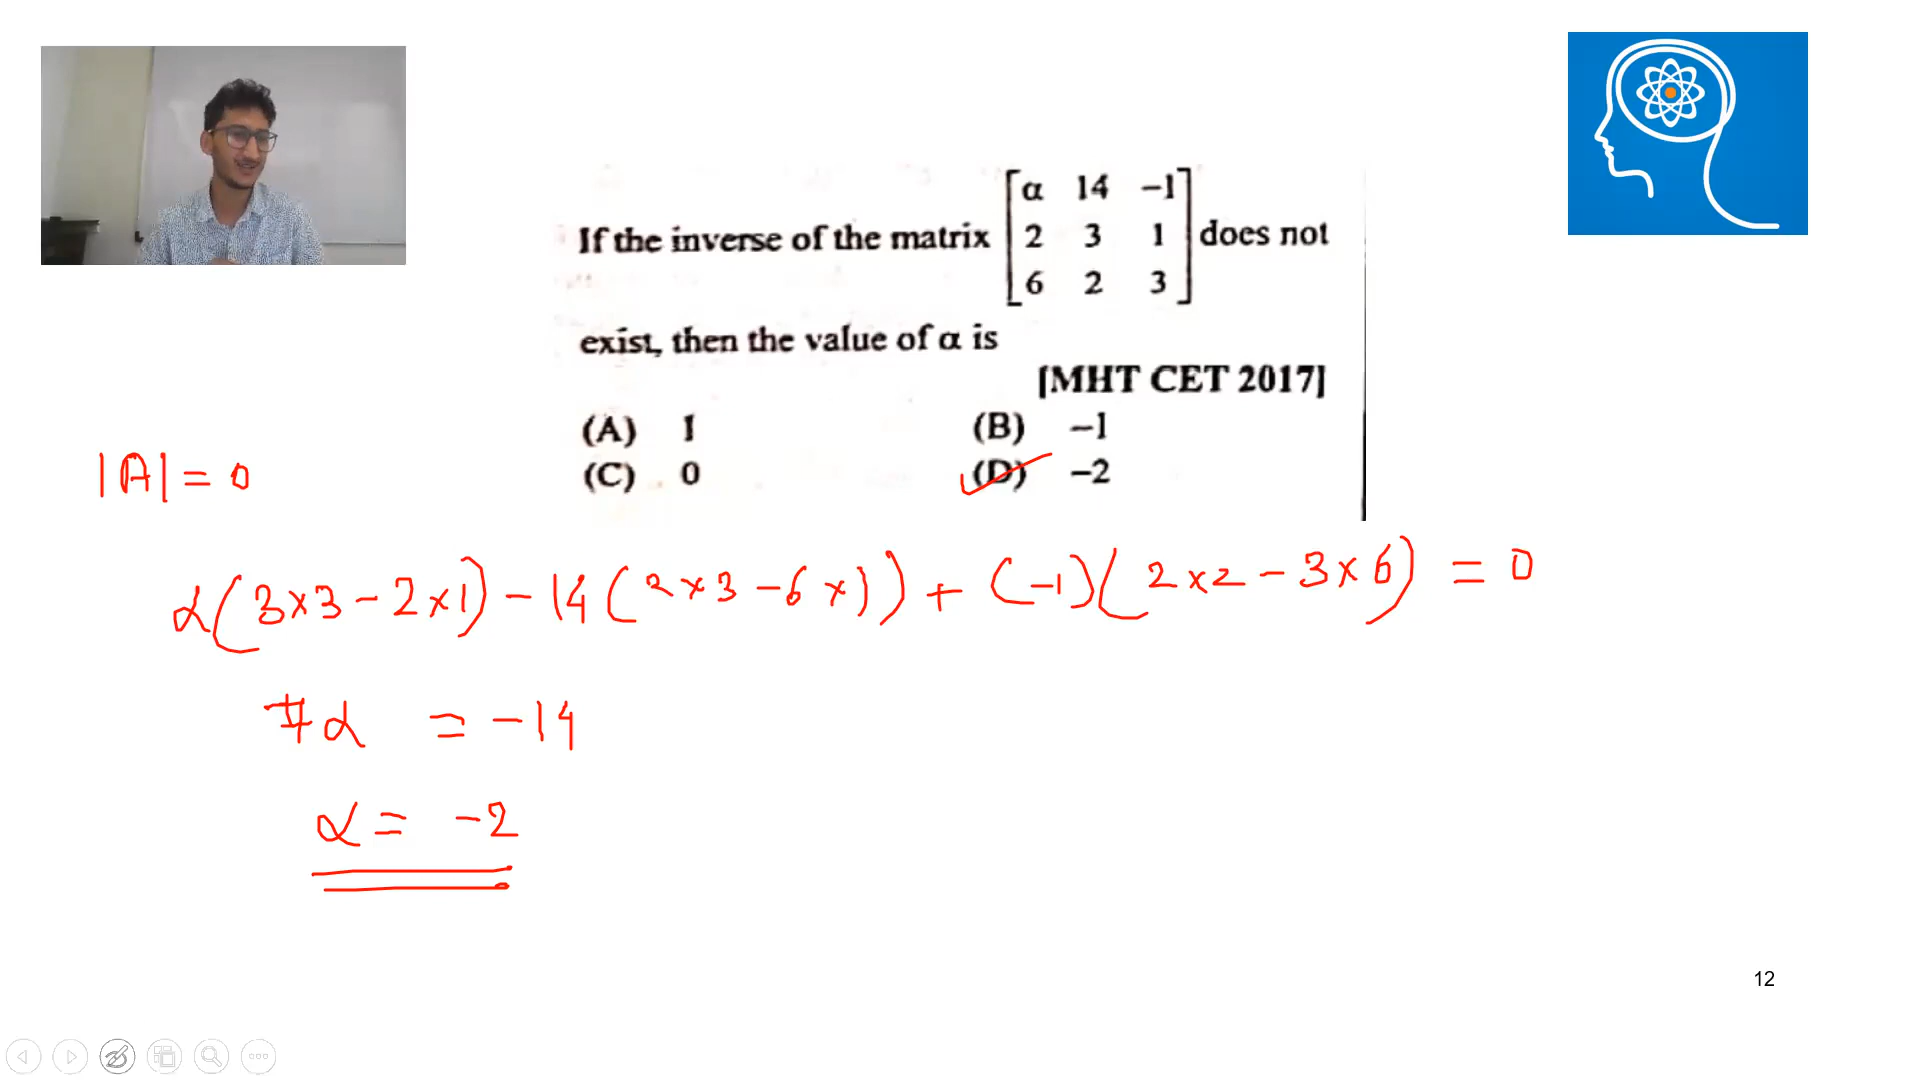 If the inverse of the matrix [α 14 −1
2 3 1
6 2 3] does not
exist, then the value of α is
[MHT CET 2017]
(A) 1 (B) −1
(C) 0 (D) −2
|A| = 0
α(3×3 − 2×1) − 14(2×3 − 6×1) + (−1)(2×2 − 3×6) = 0
7α = −14
α = −2
12